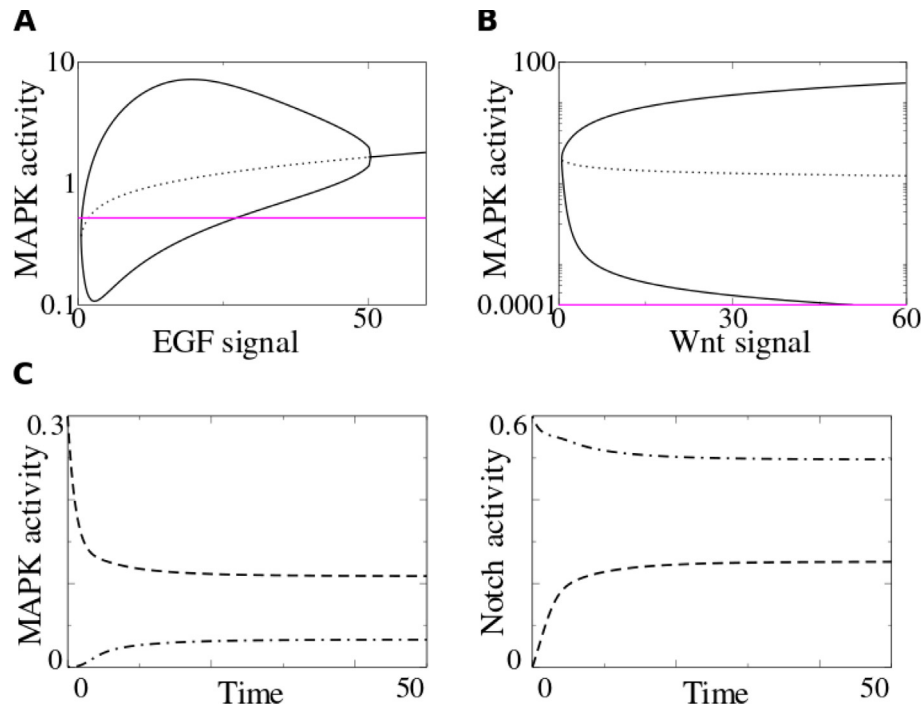 A
MAPK activity
10
1
0.1
0
50
EGF signal
B
MAPK activity
100
0.0001
0
30
60
Wnt signal
C
MAPK activity
0.3
0
0
50
Time
Notch activity
0.6
0
0
50
Time